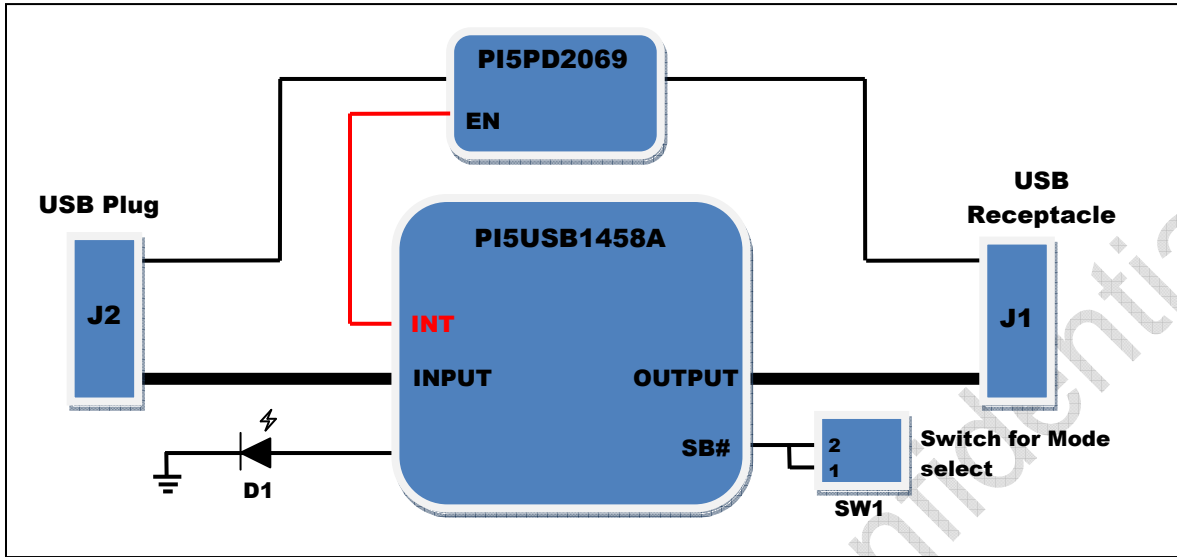 PI5PD2069
EN
USB Plug
USB
Receptacle
PI5USB1458A
J2
J1
INT
INPUT
OUTPUT
SB#
2
1
Switch for Mode
select
D1
SW1